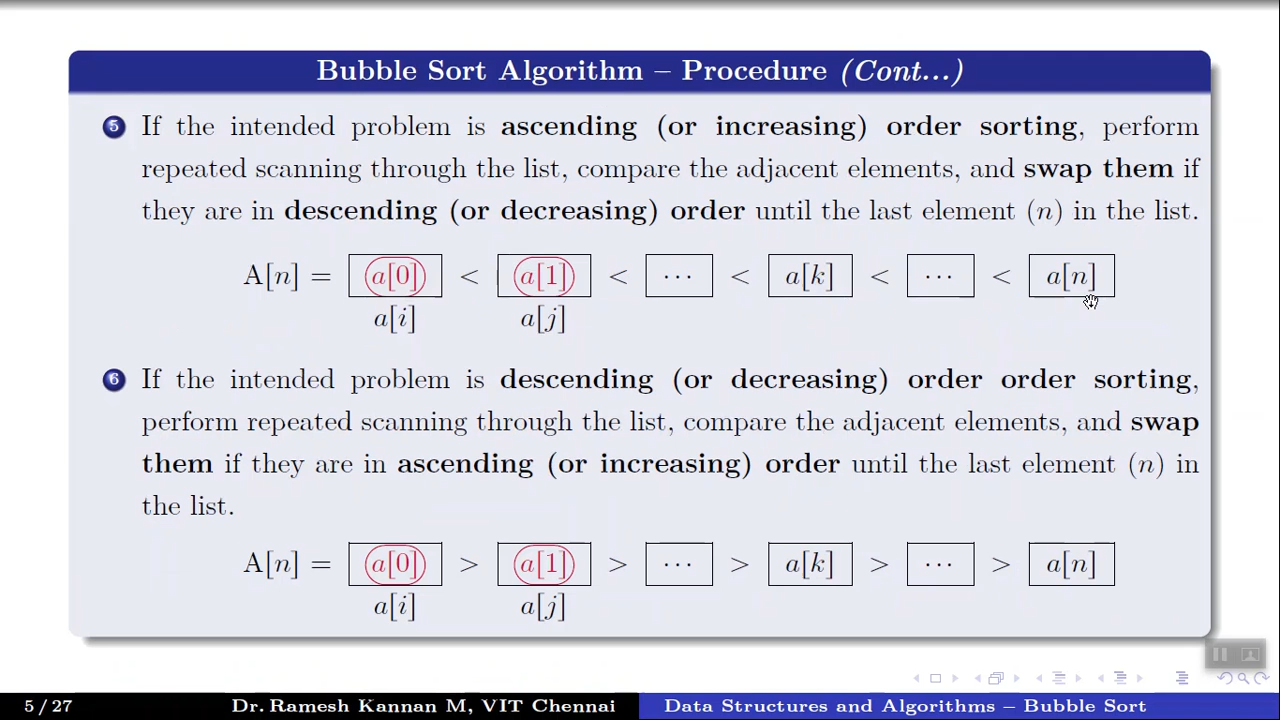 Bubble Sort Algorithm – Procedure (Cont...)
5 If the intended problem is ascending (or increasing) order sorting, perform
repeated scanning through the list, compare the adjacent elements, and swap them if
they are in descending (or decreasing) order until the last element (n) in the list.
A[n] = a[0] < a[1] < ··· < a[k] < ··· < a[n]
a[i] a[j]
6 If the intended problem is descending (or decreasing) order order sorting,
perform repeated scanning through the list, compare the adjacent elements, and swap
them if they are in ascending (or increasing) order until the last element (n) in
the list.
A[n] = a[0] > a[1] > ··· > a[k] > ··· > a[n]
a[i] a[j]
5 / 27 Dr. Ramesh Kannan M, VIT Chennai Data Structures and Algorithms – Bubble Sort